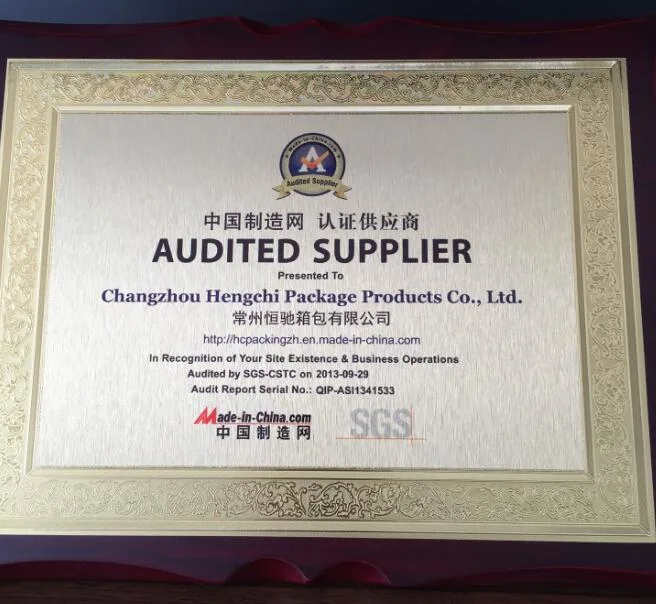 Made-in-China.com
Audited Supplier
中国制造网 认证供应商
AUDITED SUPPLIER
Presented To
Changzhou Hengchi Package Products Co., Ltd.
常州恒驰箱包有限公司
http://hcpackingzh.en.made-in-china.com
In Recognition of Your Site Existence & Business Operations
Audited by SGS-CSTC on 2013-09-29
Audit Report Serial No.: QIP-ASI1341533
Made-in-China.com
中国制造网
SGS